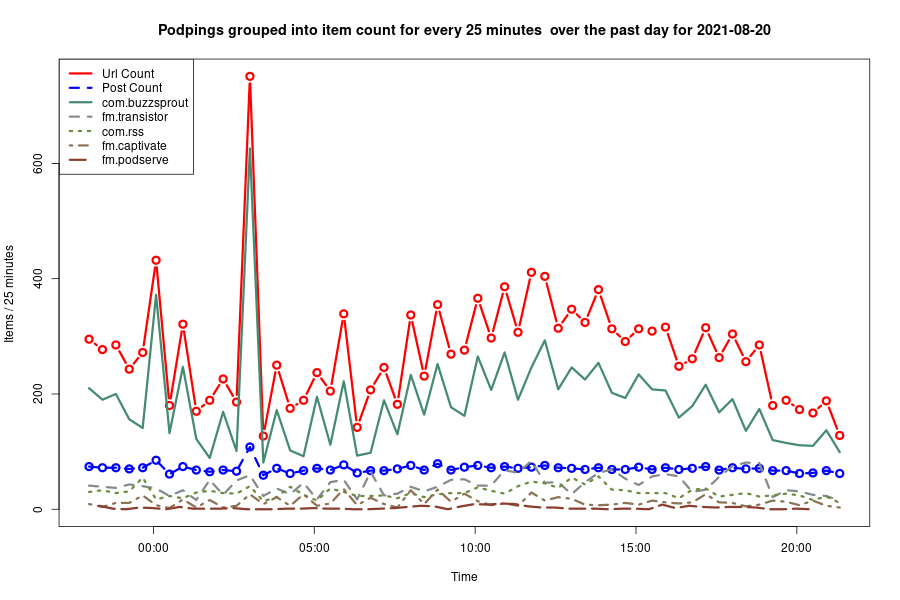 Podpings grouped into item count for every 25 minutes  over the past day for 2021-08-20
Url Count
Post Count
com.buzzsprout
fm.transistor
com.rss
fm.captivate
fm.podserve
Items / 25 minutes
600
400
200
0
00:00 05:00 10:00 15:00 20:00
Time